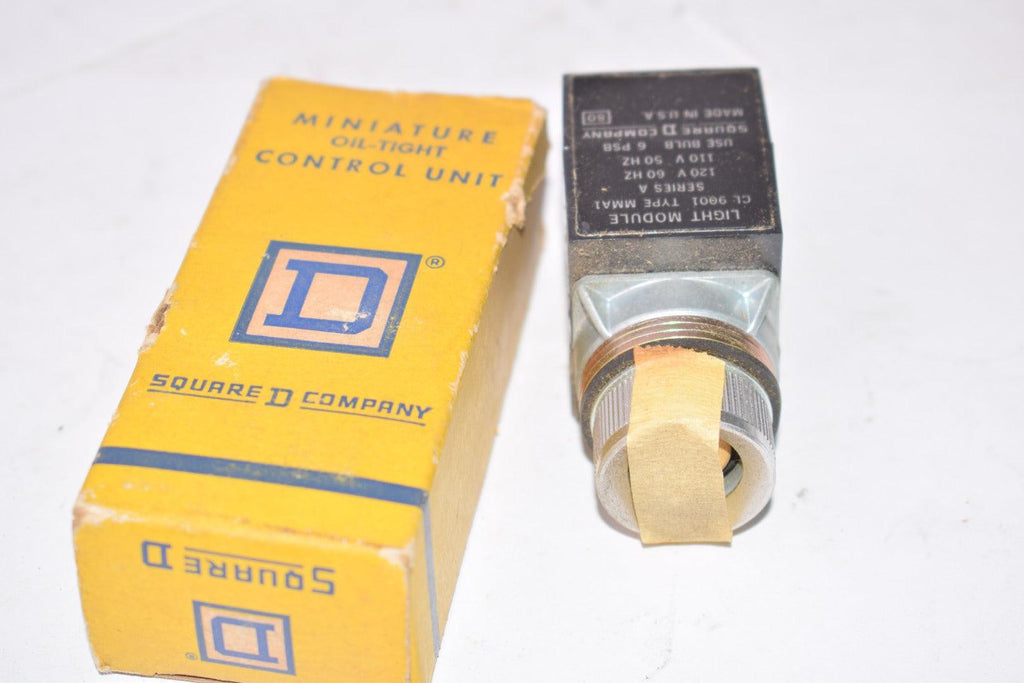 MINIATURE
OIL-TIGHT
CONTROL UNIT
D
®
SQUARE D COMPANY
SQUARE D
D
®
LIGHT MODULE
CL 9001 TYPE MMA1
SERIES A
120 V 60 HZ
110 V 50 HZ
USE BULB 6 PSB
SQUARE D COMPANY
MADE IN U.S.A.